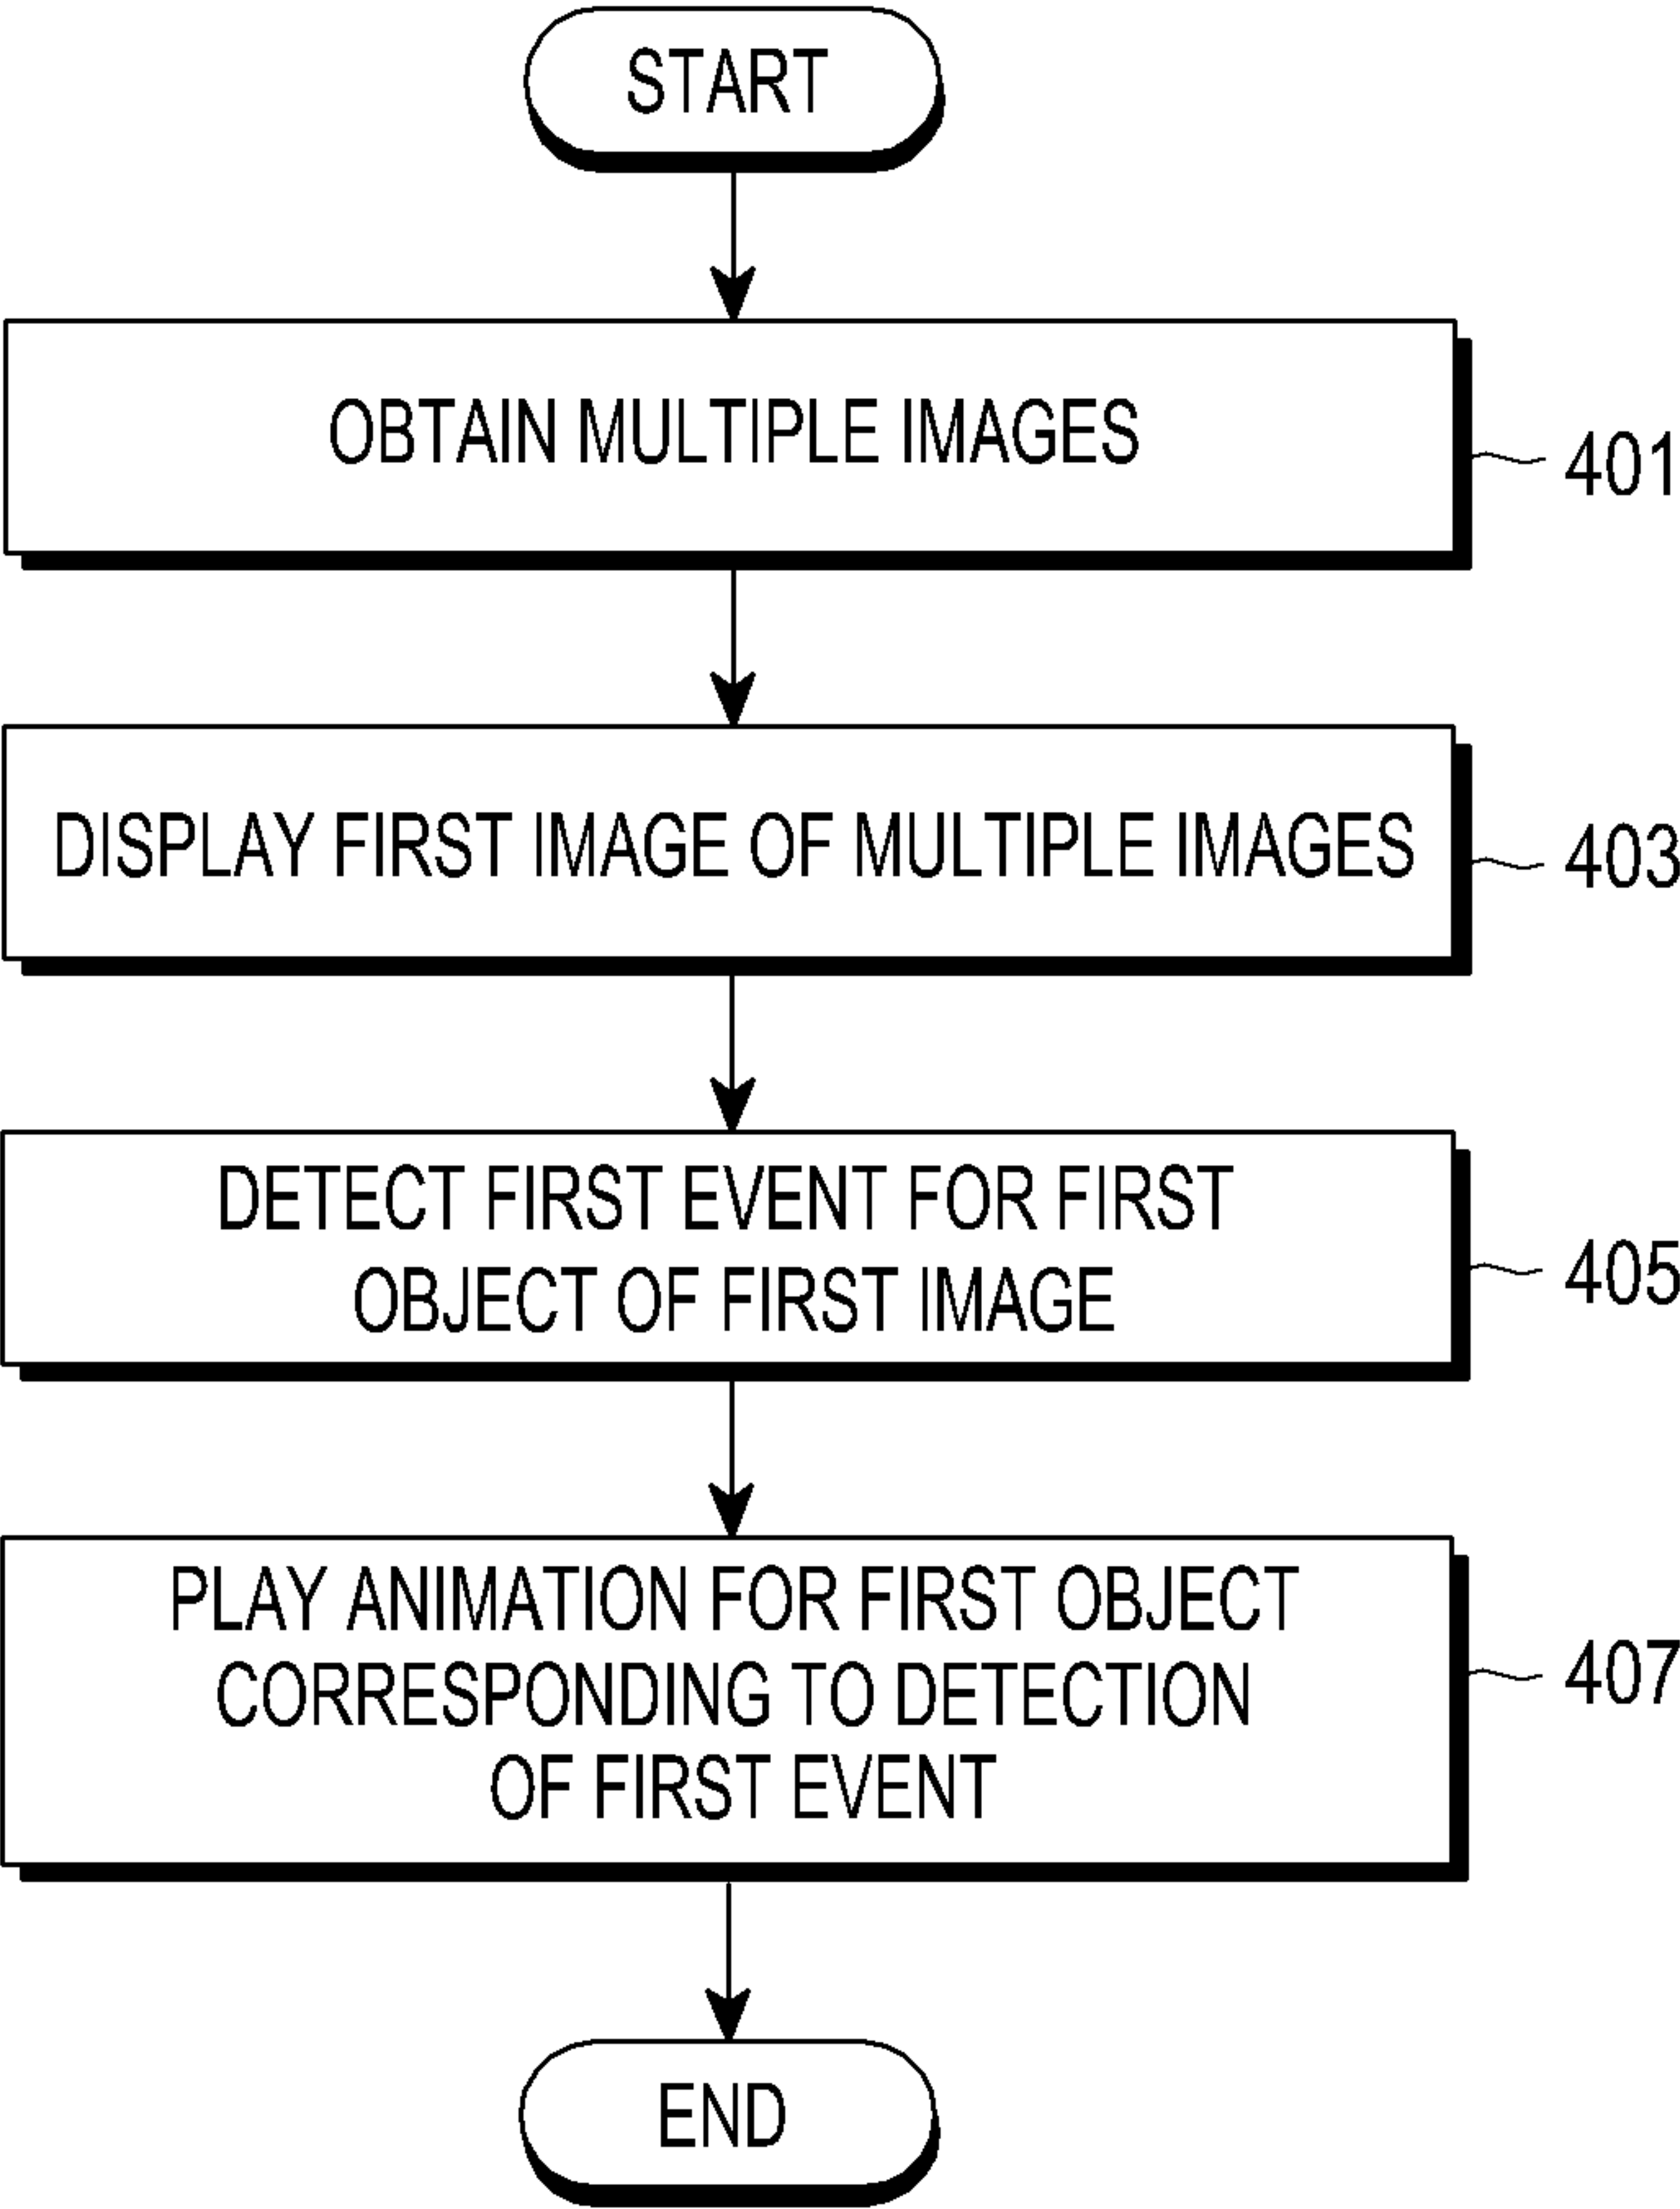 START
OBTAIN MULTIPLE IMAGES
401
DISPLAY FIRST IMAGE OF MULTIPLE IMAGES
403
DETECT FIRST EVENT FOR FIRST
OBJECT OF FIRST IMAGE
405
PLAY ANIMATION FOR FIRST OBJECT
CORRESPONDING TO DETECTION
OF FIRST EVENT
407
END